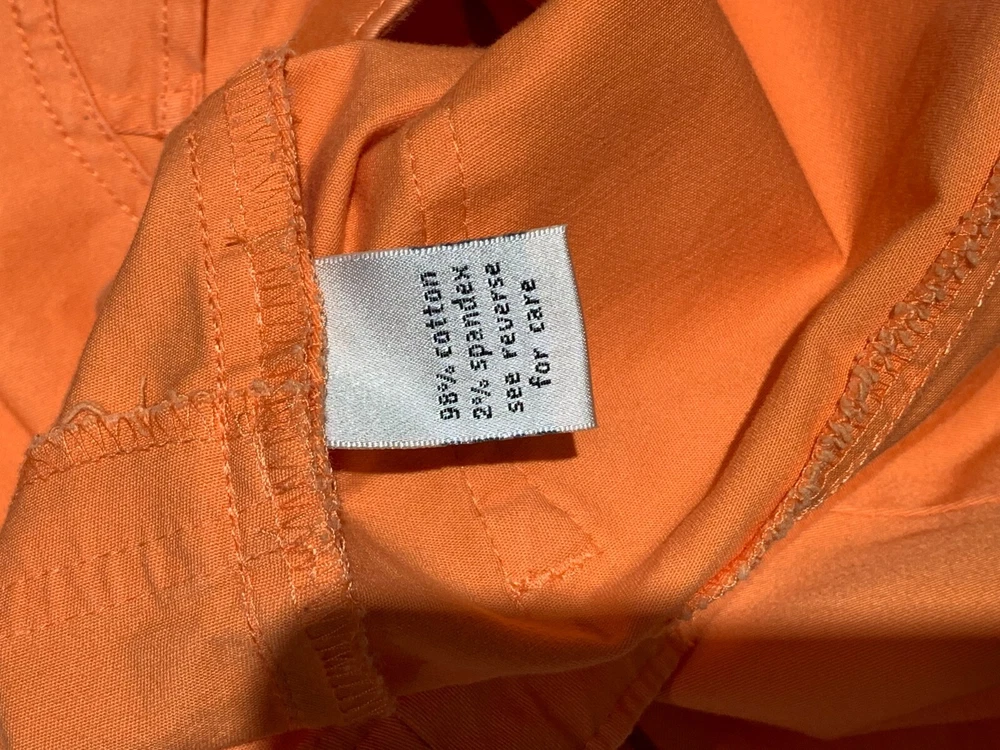 98% cotton
2% spandex
see reverse
for care